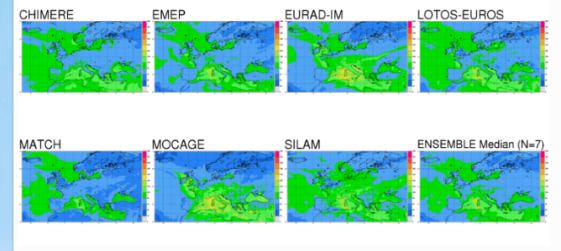 CHIMERE EMEP EURAD-IM LOTOS-EUROS
MATCH MOCAGE SILAM ENSEMBLE Median (N=7)